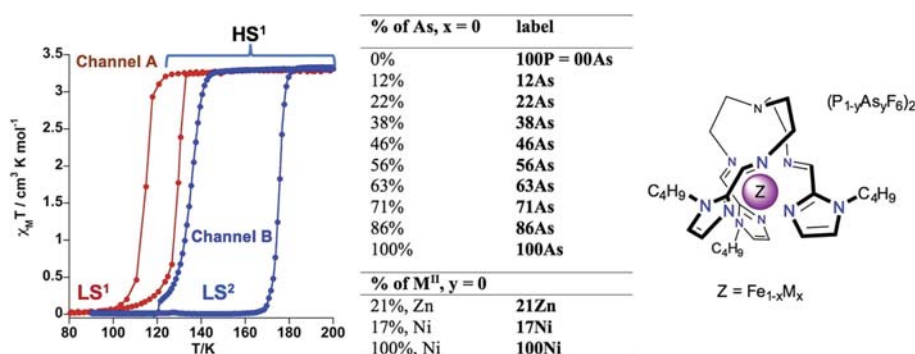 HS¹
Channel A
3.5
3.0
2.5
2
1.5
1
0.5
0
χMT / cm³ K mol⁻¹
Channel B
LS¹
LS²
80 100 120 140 160 180 200
T/K
% of As, x = 0 label
0% 100P = 00As
12% 12As
22% 22As
38% 38As
46% 46As
56% 56As
63% 63As
71% 71As
86% 86As
100% 100As
% of Mᴵᴵ, y = 0
21%, Zn 21Zn
17%, Ni 17Ni
100%, Ni 100Ni
(P1-yAsyF6)2
N
N N N
C4H9 N Z N C4H9
N N N N
C4H9
Z = Fe1-xMx